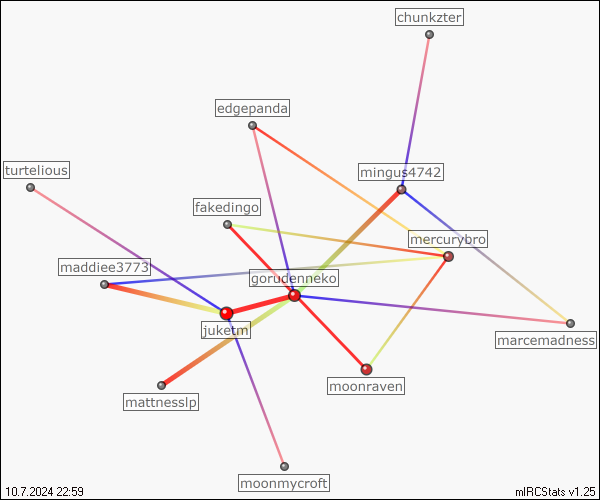 chunkzter
edgepanda
turtelious
mingus4742
fakedingo
mercurybro
maddiee3773
gorudenneko
juketm
marcemadness
moonraven
mattnesslp
moonmycroft
10.7.2024 22:59
mIRCStats v1.25